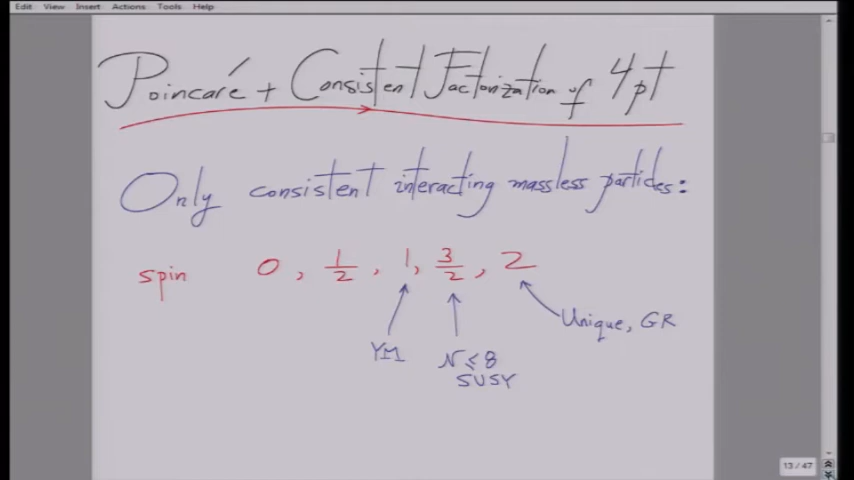 Edit View Insert Actions Tools Help
Poincaré + Consistent Factorization of 4pt
Only consistent interacting massless particles:
spin 0, 1/2, 1, 3/2, 2
Unique, GR
YM
N ≤ 8
SUSY
13 / 47